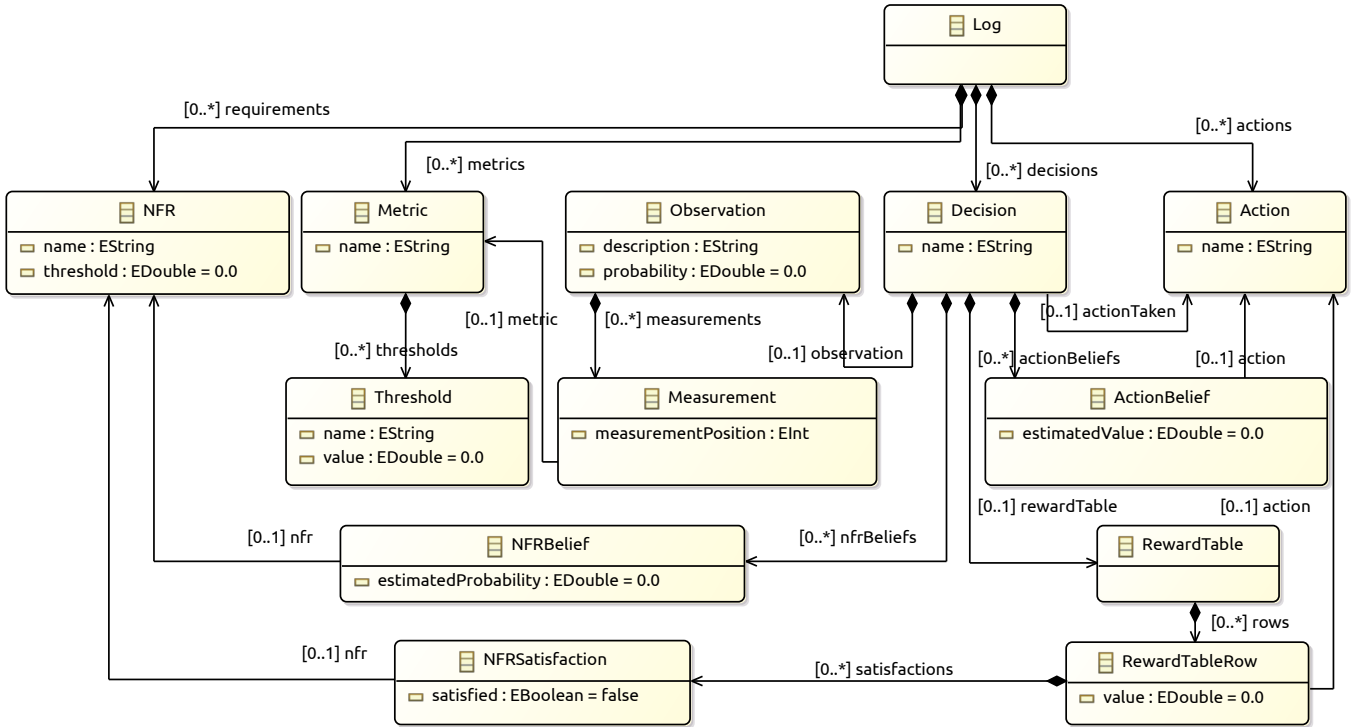 Log
[0..*] requirements
[0..*] actions
[0..*] metrics
[0..*] decisions
NFR
name : EString
threshold : EDouble = 0.0
Metric
name : EString
Observation
description : EString
probability : EDouble = 0.0
Decision
name : EString
Action
name : EString
[0..1] metric
[0..*] measurements
[0..1] actionTaken
[0..*] thresholds
[0..1] observation
[0..*] actionBeliefs
[0..1] action
Threshold
name : EString
value : EDouble = 0.0
Measurement
measurementPosition : EInt
ActionBelief
estimatedValue : EDouble = 0.0
[0..1] rewardTable
[0..1] action
[0..1] nfr
NFRBelief
estimatedProbability : EDouble = 0.0
[0..*] nfrBeliefs
RewardTable
[0..*] rows
[0..1] nfr
NFRSatisfaction
satisfied : EBoolean = false
[0..*] satisfactions
RewardTableRow
value : EDouble = 0.0